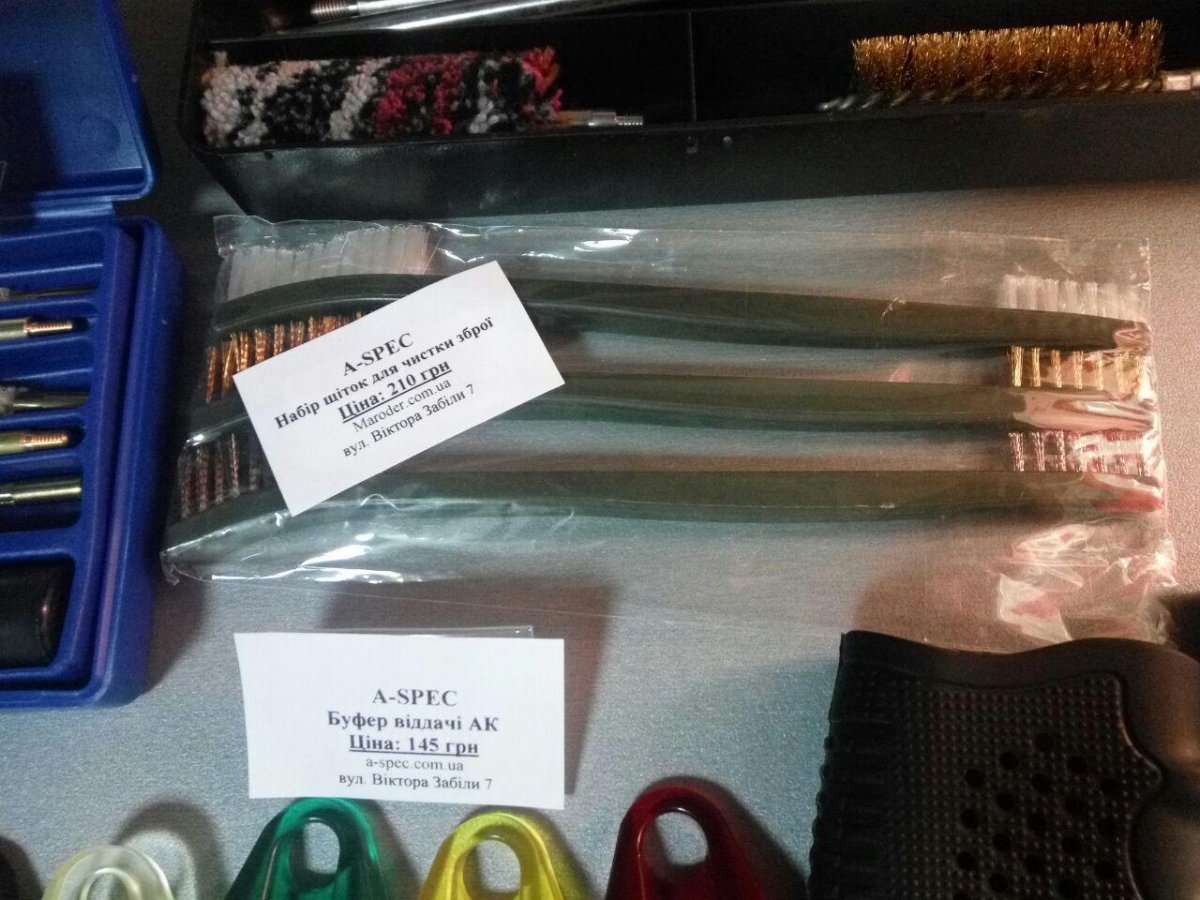 A-SPEC
Набір щіток для чистки зброї
Ціна: 210 грн
Maroder.com.ua
вул. Віктора Забіли 7
A-SPEC
Буфер віддачі АК
Ціна: 145 грн
a-spec.com.ua
вул. Віктора Забіли 7